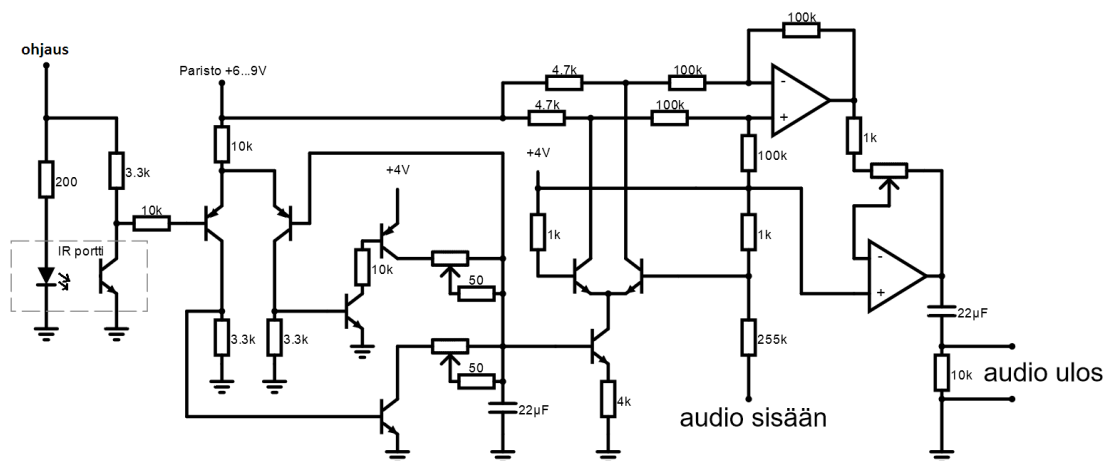 ohjaus
Paristo +6...9V
100k
4.7k
100k
4.7k
100k
10k
+4V
100k
1k
200
3.3k
10k
+4V
1k
1k
IR portti
10k
50
3.3k
3.3k
22µF
255k
50
4k
22µF
10k
audio ulos
audio sisään
-
+
-
+